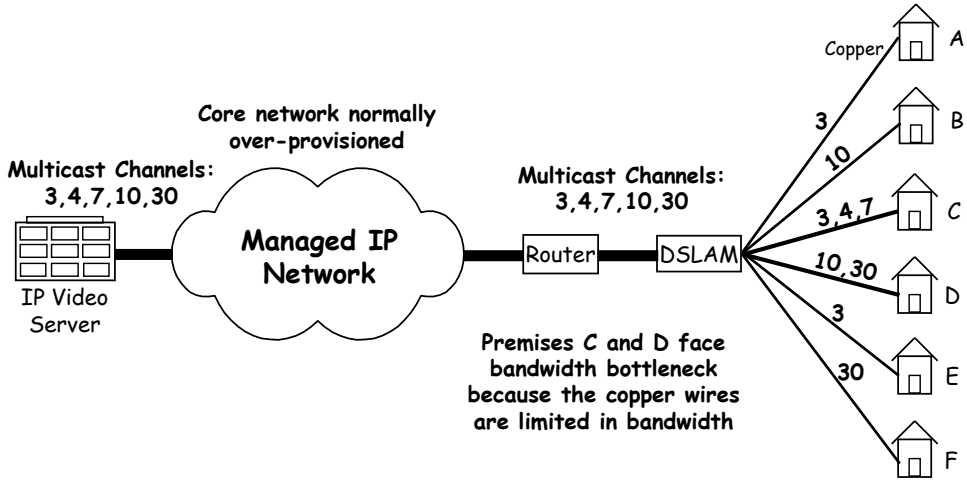 Core network normally
over-provisioned
Multicast Channels:
3,4,7,10,30
IP Video
Server
Managed IP
Network
Multicast Channels:
3,4,7,10,30
Router
DSLAM
Premises C and D face
bandwidth bottleneck
because the copper wires
are limited in bandwidth
Copper
3
A
10
B
3,4,7
C
10,30
D
3
E
30
F